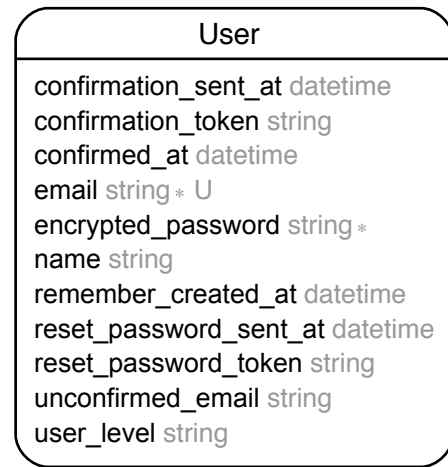 User
confirmation_sent_at datetime
confirmation_token string
confirmed_at datetime
email string * U
encrypted_password string *
name string
remember_created_at datetime
reset_password_sent_at datetime
reset_password_token string
unconfirmed_email string
user_level string